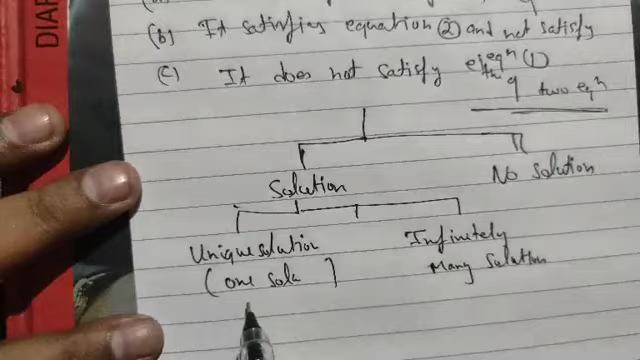 DIAR
(b) It satisfies equation ② and not satisfy
eqⁿ (1)
(c) It does not satisfy
of two eqⁿ
Solution
No solution
Unique solution
Infinitely
(one solⁿ)
Many Solution